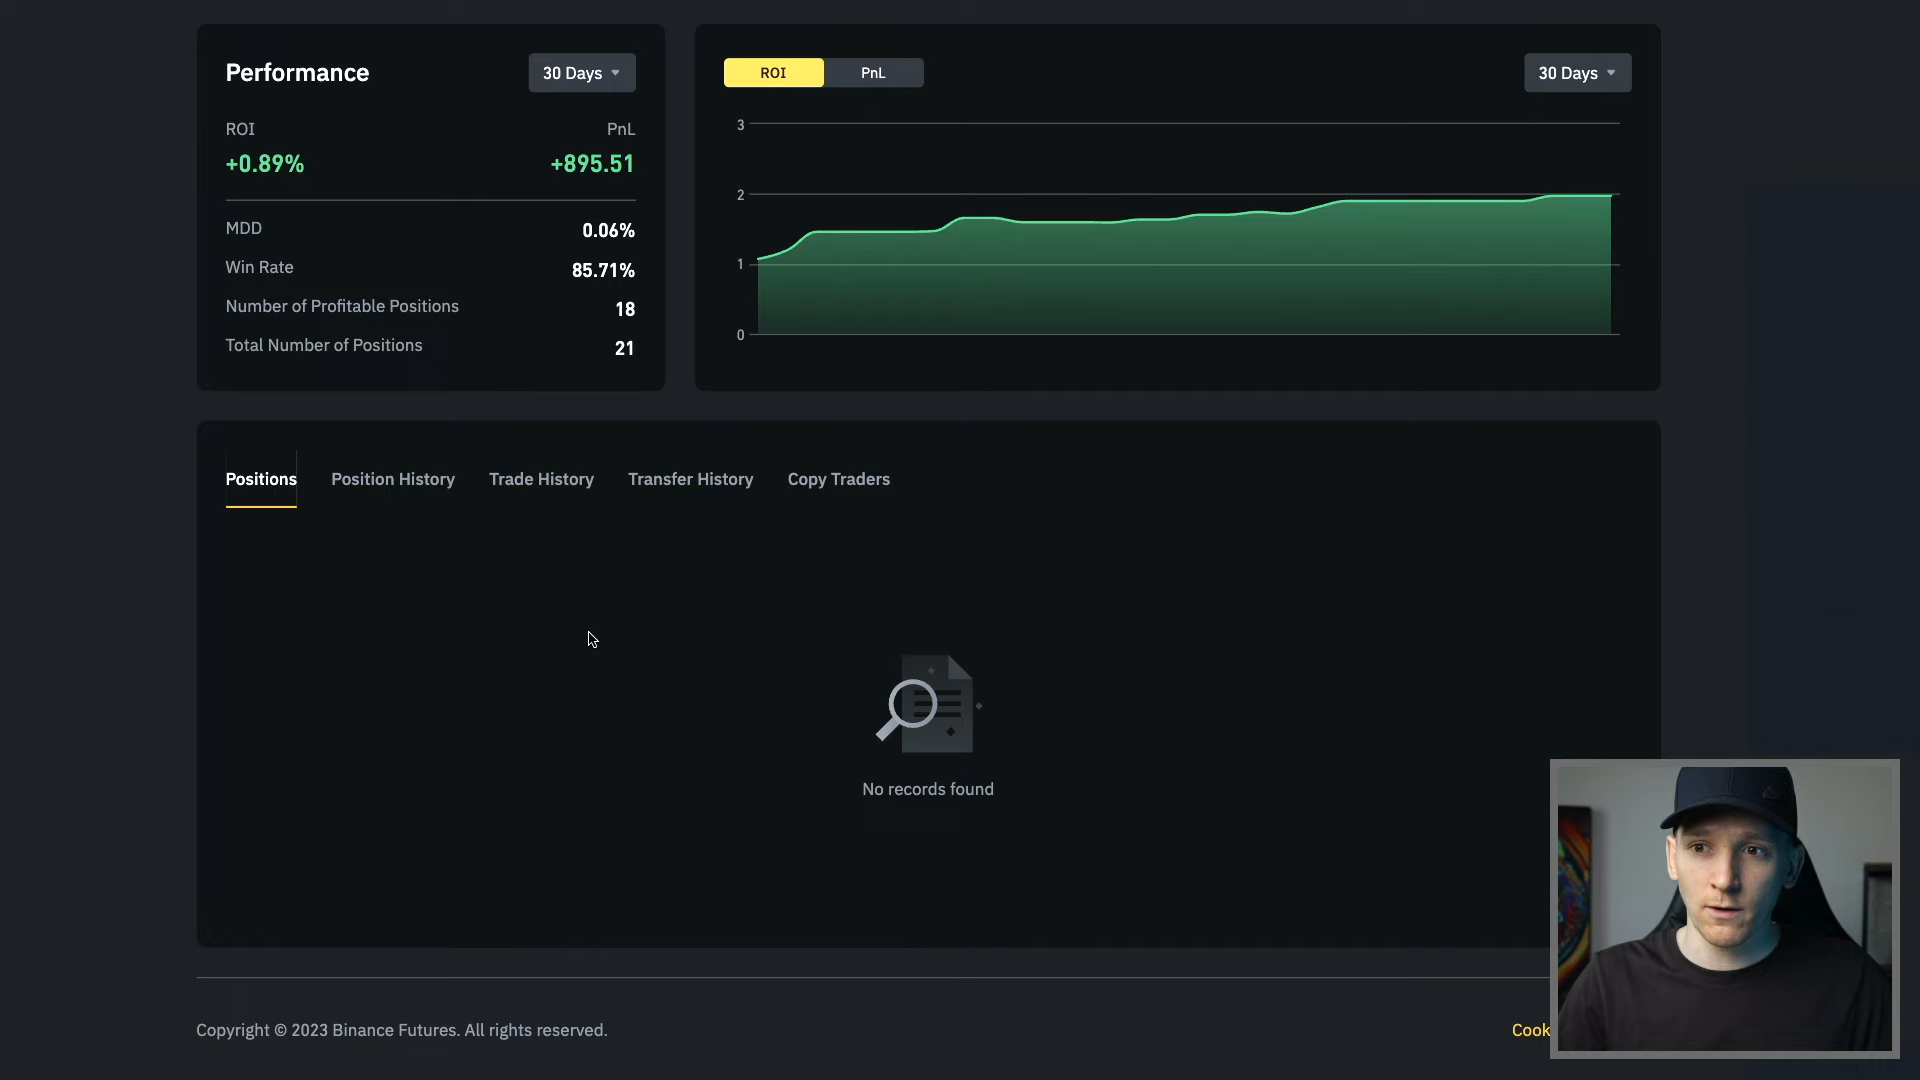 Performance
30 Days
ROI
PnL
+0.89%
+895.51
MDD
0.06%
Win Rate
85.71%
Number of Profitable Positions
18
Total Number of Positions
21
ROI
PnL
30 Days
3
2
1
0
Positions
Position History
Trade History
Transfer History
Copy Traders
No records found
Copyright © 2023 Binance Futures. All rights reserved.
Cook